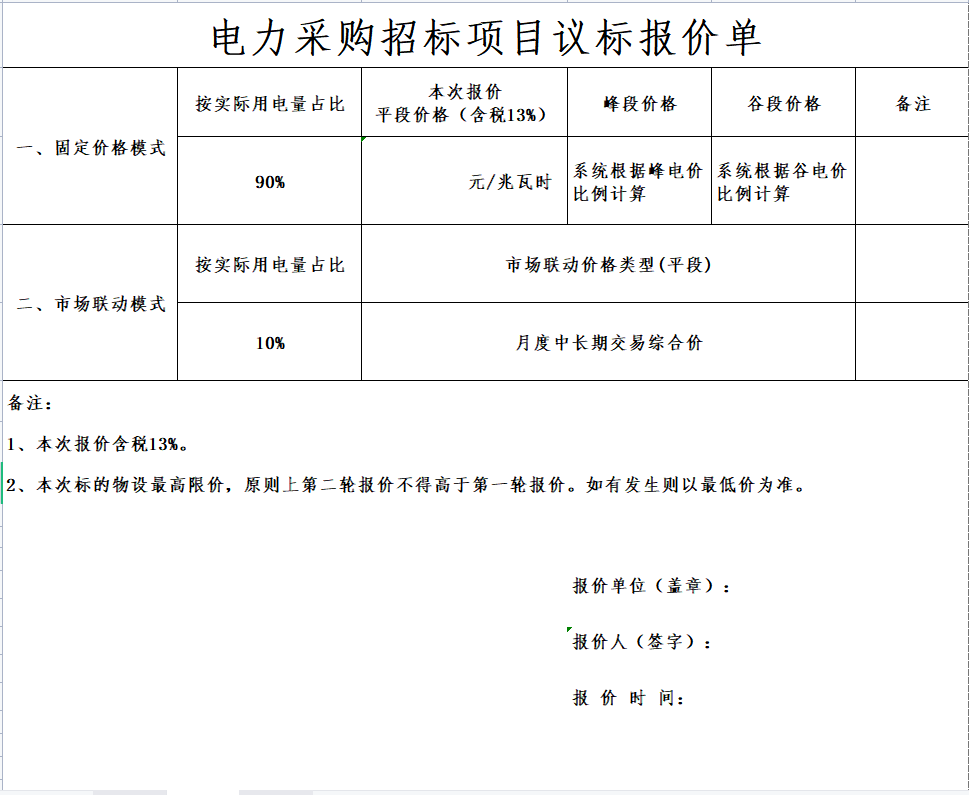 电力采购招标项目议标报价单
一、固定价格模式
按实际用电量占比
本次报价
平段价格（含税13%）
峰段价格
谷段价格
备注
90%
元/兆瓦时
系统根据峰电价
比例计算
系统根据谷电价
比例计算
二、市场联动模式
按实际用电量占比
市场联动价格类型(平段)
10%
月度中长期交易综合价
备注：
1、本次报价含税13%。
2、本次标的物设最高限价，原则上第二轮报价不得高于第一轮报价。如有发生则以最低价为准。
报价单位（盖章）：
报价人（签字）：
报 价 时 间：